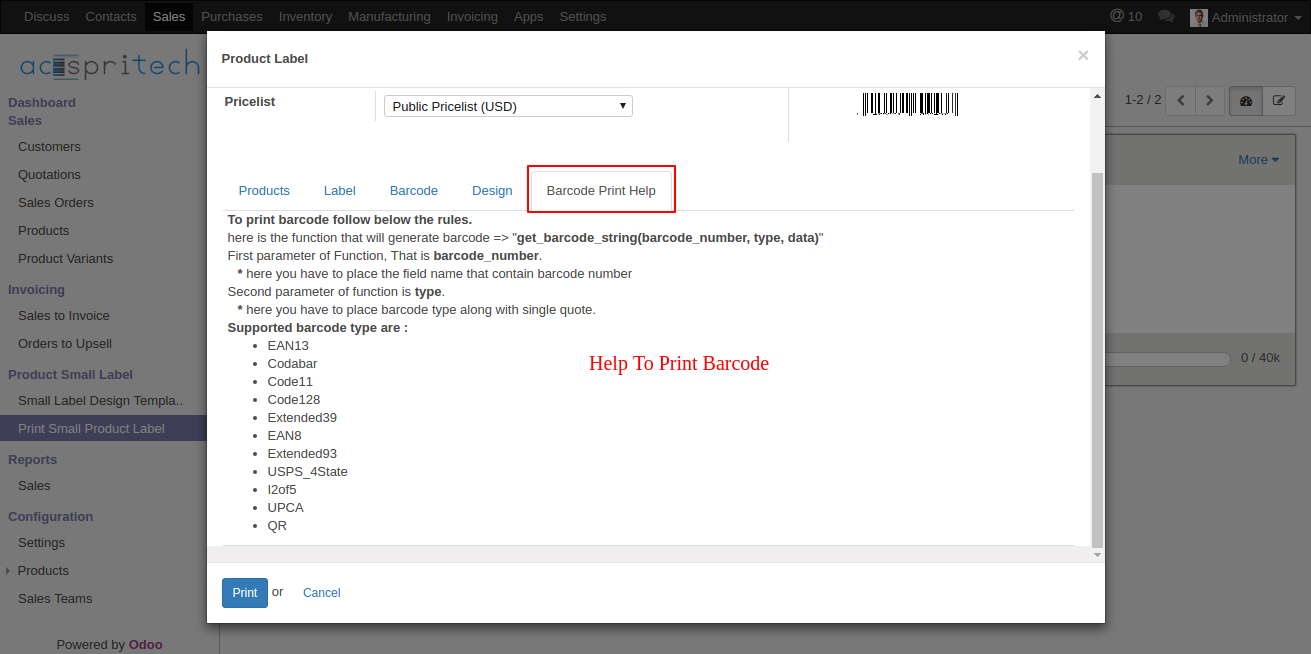 Discuss Contacts Sales Purchases Inventory Manufacturing Invoicing Apps Settings @ 10 Administrator
acespritech
Product Label ×
Pricelist Public Pricelist (USD)
1-2 / 2
More
Dashboard
Sales
Customers
Quotations
Sales Orders
Products
Product Variants
Invoicing
Sales to Invoice
Orders to Upsell
Product Small Label
Small Label Design Templa..
Print Small Product Label
Reports
Sales
Configuration
Settings
Products
Sales Teams
Powered by Odoo
Products Label Barcode Design Barcode Print Help
To print barcode follow below the rules.
here is the function that will generate barcode => "get_barcode_string(barcode_number, type, data)"
First parameter of Function, That is barcode_number.
* here you have to place the field name that contain barcode number
Second parameter of function is type.
* here you have to place barcode type along with single quote.
Supported barcode type are :
• EAN13
• Codabar
• Code11
• Code128
• Extended39
• EAN8
• Extended93
• USPS_4State
• I2of5
• UPCA
• QR
Help To Print Barcode
0 / 40k
Print or Cancel